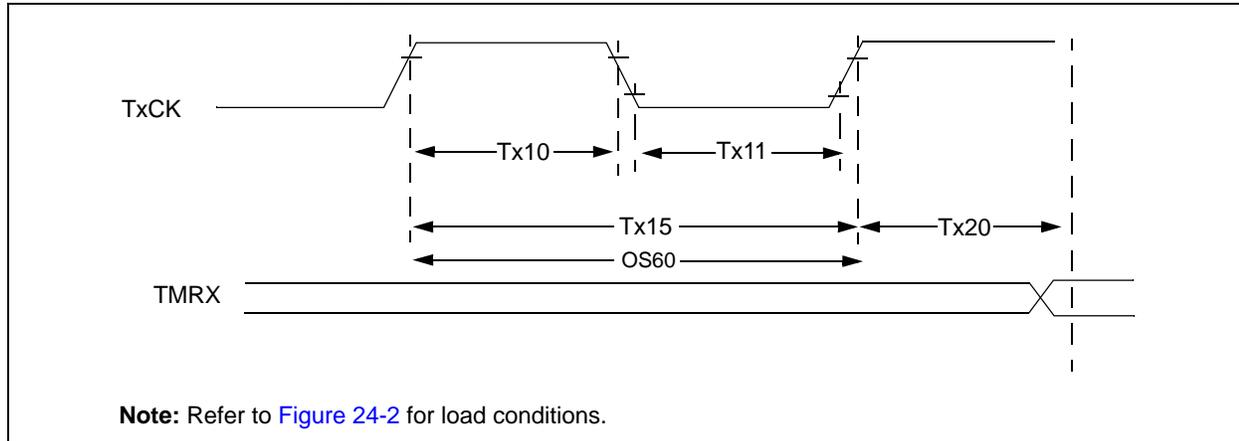 TxCK
Tx10
Tx11
Tx15
Tx20
OS60
TMRX
Note: Refer to Figure 24-2 for load conditions.